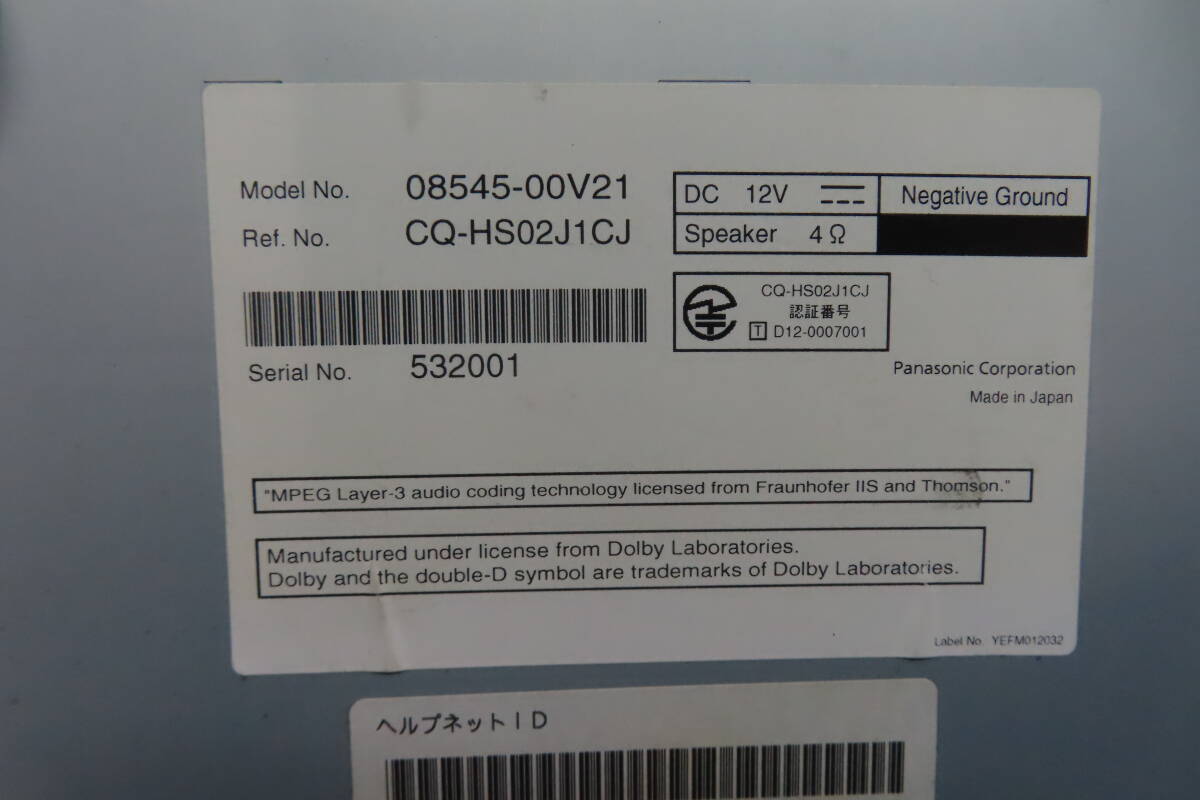 Model No. 08545-00V21
Ref. No. CQ-HS02J1CJ
DC 12V
Negative Ground
Speaker 4Ω
CQ-HS02J1CJ
認証番号
T D12-0007001
Serial No. 532001
Panasonic Corporation
Made in Japan
"MPEG Layer-3 audio coding technology licensed from Fraunhofer IIS and Thomson."
Manufactured under license from Dolby Laboratories.
Dolby and the double-D symbol are trademarks of Dolby Laboratories.
Label No. YEFM012032
ヘルプネットID